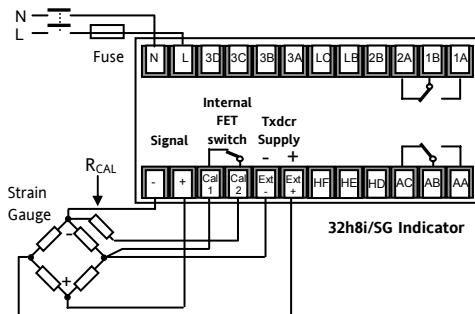 N
L
Fuse
N L 3D 3C 3B 3A LC LB 2B 2A 1B 1A
Internal
FET
switch
Txdcr
Supply
Signal
- +
- + Cal 1 Cal 2 Ext - Ext + HF HE HD AC AB AA
RCAL
Strain
Gauge
32h8i/SG Indicator
-
+